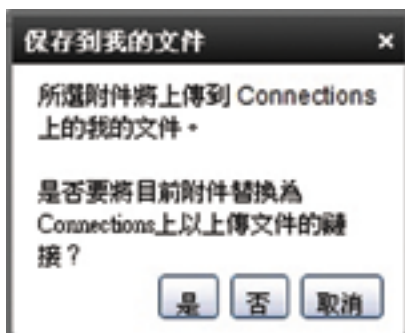 保存到我的文件
所選附件將上傳到 Connections
上的我的文件。
是否要將目前附件替換為
Connections上以上傳文件的鏈
接？
是 否 取消